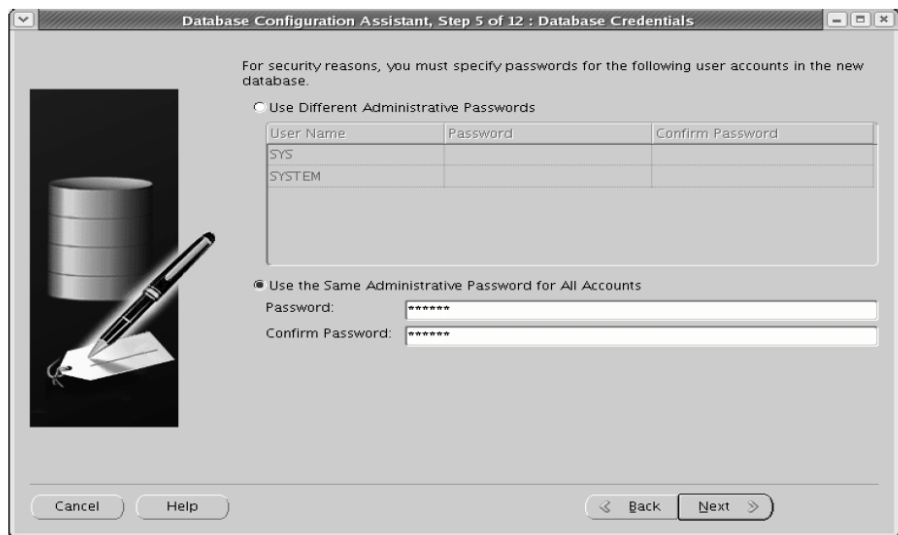 Database Configuration Assistant, Step 5 of 12 : Database Credentials
For security reasons, you must specify passwords for the following user accounts in the new
database.
Use Different Administrative Passwords
User Name Password Confirm Password
SYS
SYSTEM
Use the Same Administrative Password for All Accounts
Password: ******
Confirm Password: ******
Cancel Help Back Next